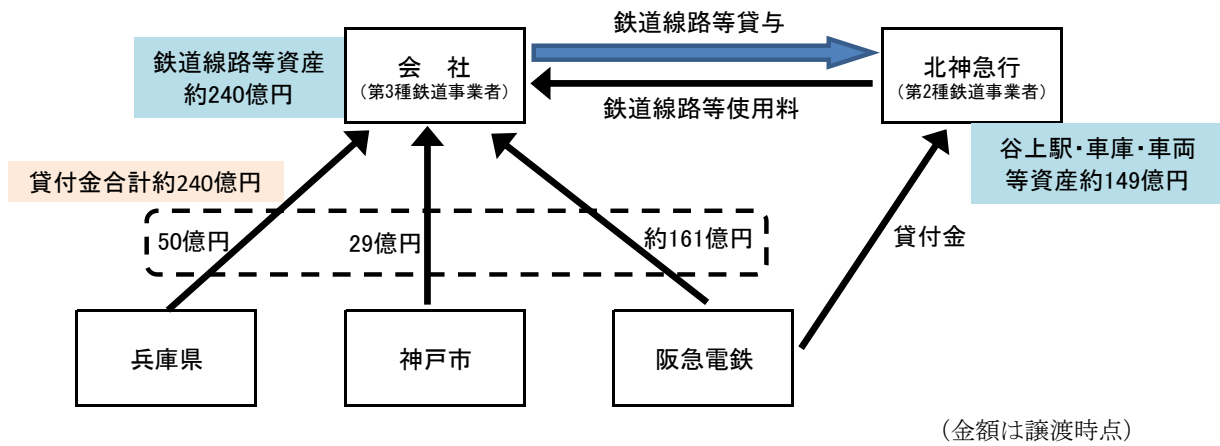 鉄道線路等貸与
鉄道線路等資産
約240億円
会 社
(第3種鉄道事業者)
北神急行
(第2種鉄道事業者)
鉄道線路等使用料
谷上駅・車庫・車両
等資産約149億円
貸付金合計約240億円
50億円
29億円
約161億円
貸付金
兵庫県
神戸市
阪急電鉄
(金額は譲渡時点)